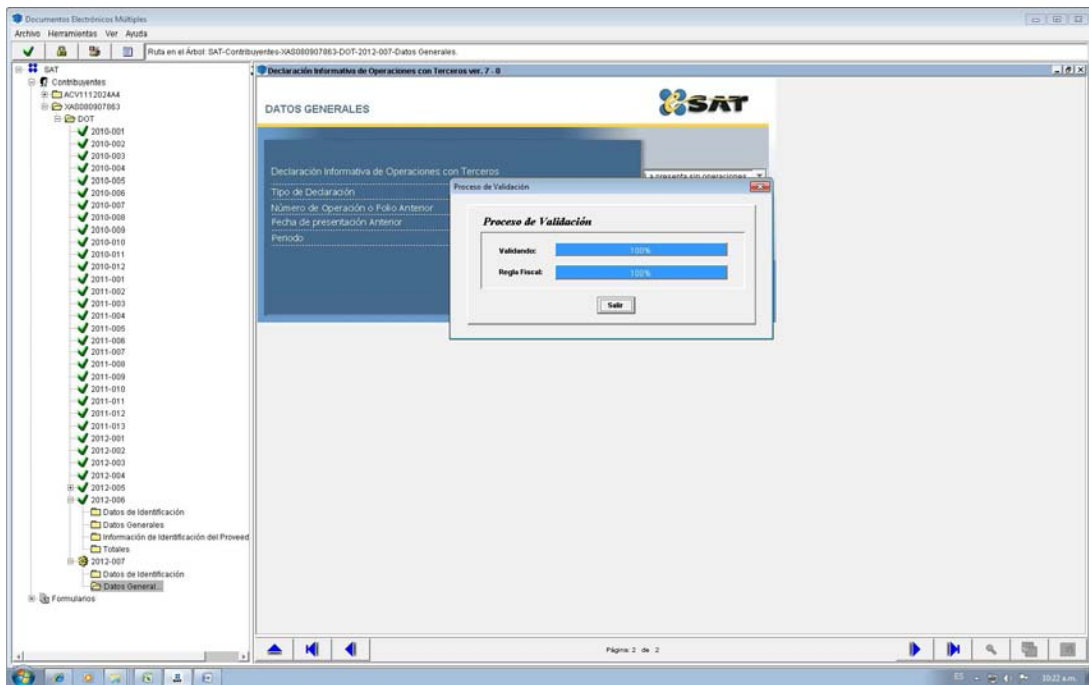 Documentos Electrónicos Múltiples
Archivo Herramientas Ver Ayuda
Ruta en el Árbol: SAT-Contribuyentes-XAS080907863-DOT-2012-007-Datos Generales.
SAT
Contribuyentes
ACV1112024A4
XAS080907863
DOT
2010-001
2010-002
2010-003
2010-004
2010-005
2010-006
2010-007
2010-008
2010-009
2010-010
2010-011
2010-012
2011-001
2011-002
2011-003
2011-004
2011-005
2011-006
2011-007
2011-008
2011-009
2011-010
2011-011
2011-012
2011-013
2012-001
2012-002
2012-003
2012-004
2012-005
2012-006
Datos de Identificación
Datos Generales
Información de Identificación del Proveed
Totales
2012-007
Datos de Identificación
Datos General...
Formularios
Declaración Informativa de Operaciones con Terceros ver. 7 - 0
DATOS GENERALES
SAT
Declaración Informativa de Operaciones con Terceros
a presenta sin operaciones
Tipo de Declaración
Número de Operación o Folio Anterior
Fecha de presentación Anterior
Periodo
Proceso de Validación
Proceso de Validación
Validando: 100%
Regla Fiscal: 100%
Salir
Página: 2 de 2
ES 10:22 a.m.